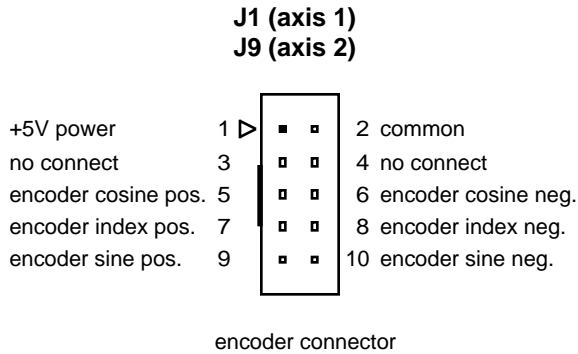 J1 (axis 1)
J9 (axis 2)
+5V power 1 2 common
no connect 3 4 no connect
encoder cosine pos. 5 6 encoder cosine neg.
encoder index pos. 7 8 encoder index neg.
encoder sine pos. 9 10 encoder sine neg.
encoder connector